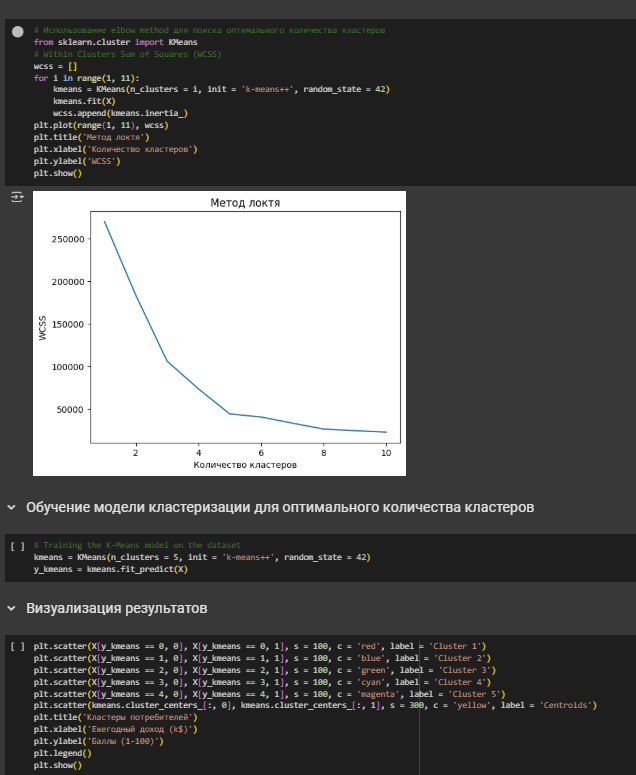 # Использование elbow method для поиска оптимального количества кластеров
from sklearn.cluster import KMeans
# Within Clusters Sum of Squares (WCSS)
wcss = []
for i in range(1, 11):
    kmeans = KMeans(n_clusters = i, init = 'k-means++', random_state = 42)
    kmeans.fit(X)
    wcss.append(kmeans.inertia_)
plt.plot(range(1, 11), wcss)
plt.title('Метод локтя')
plt.xlabel('Количество кластеров')
plt.ylabel('WCSS')
plt.show()
Метод локтя
250000
200000
150000
100000
50000
WCSS
2 4 6 8 10
Количество кластеров
Обучение модели кластеризации для оптимального количества кластеров
[ ] # Training the K-Means model on the dataset
kmeans = KMeans(n_clusters = 5, init = 'k-means++', random_state = 42)
y_kmeans = kmeans.fit_predict(X)
Визуализация результатов
[ ] plt.scatter(X[y_kmeans == 0, 0], X[y_kmeans == 0, 1], s = 100, c = 'red', label = 'Cluster 1')
plt.scatter(X[y_kmeans == 1, 0], X[y_kmeans == 1, 1], s = 100, c = 'blue', label = 'Cluster 2')
plt.scatter(X[y_kmeans == 2, 0], X[y_kmeans == 2, 1], s = 100, c = 'green', label = 'Cluster 3')
plt.scatter(X[y_kmeans == 3, 0], X[y_kmeans == 3, 1], s = 100, c = 'cyan', label = 'Cluster 4')
plt.scatter(X[y_kmeans == 4, 0], X[y_kmeans == 4, 1], s = 100, c = 'magenta', label = 'Cluster 5')
plt.scatter(kmeans.cluster_centers_[:, 0], kmeans.cluster_centers_[:, 1], s = 300, c = 'yellow', label = 'Centroids')
plt.title('Кластеры потребителей')
plt.xlabel('Ежегодный доход (k$)')
plt.ylabel('Баллы (1-100)')
plt.legend()
plt.show()